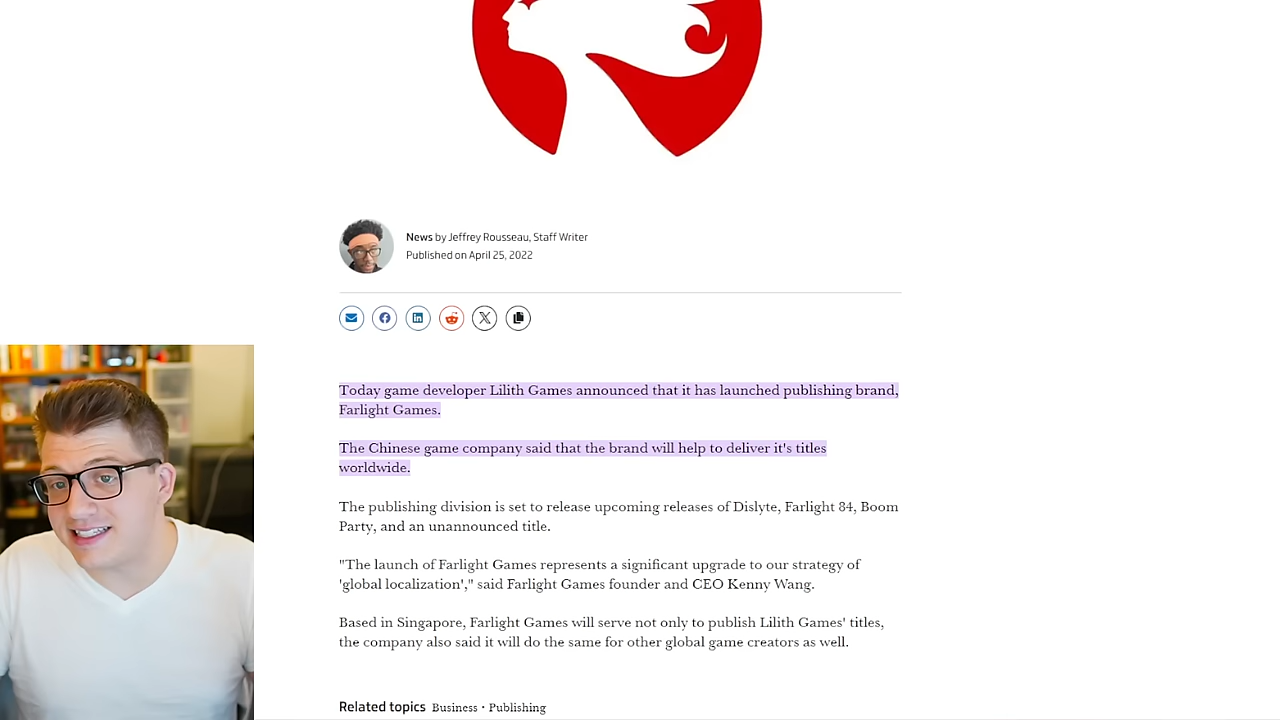 News by Jeffrey Rousseau, Staff Writer
Published on April 25, 2022
Today game developer Lilith Games announced that it has launched publishing brand,
Farlight Games.
The Chinese game company said that the brand will help to deliver it's titles
worldwide.
The publishing division is set to release upcoming releases of Dislyte, Farlight 84, Boom
Party, and an unannounced title.
"The launch of Farlight Games represents a significant upgrade to our strategy of
'global localization'," said Farlight Games founder and CEO Kenny Wang.
Based in Singapore, Farlight Games will serve not only to publish Lilith Games' titles,
the company also said it will do the same for other global game creators as well.
Related topics Business • Publishing